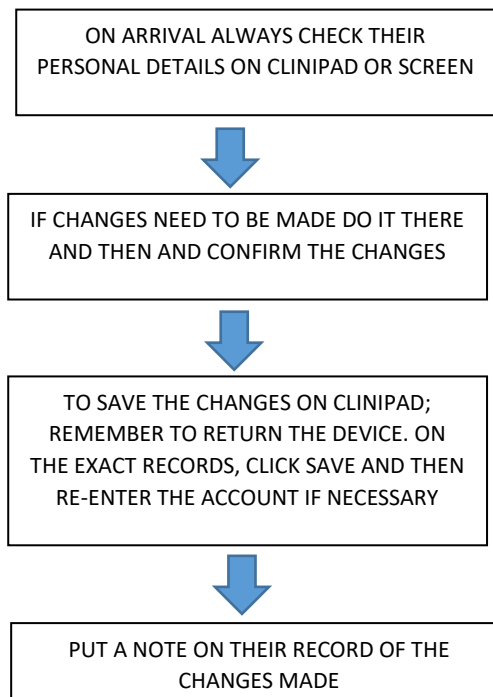 ON ARRIVAL ALWAYS CHECK THEIR
PERSONAL DETAILS ON CLINIPAD OR SCREEN
IF CHANGES NEED TO BE MADE DO IT THERE
AND THEN AND CONFIRM THE CHANGES
TO SAVE THE CHANGES ON CLINIPAD;
REMEMBER TO RETURN THE DEVICE. ON
THE EXACT RECORDS, CLICK SAVE AND THEN
RE-ENTER THE ACCOUNT IF NECESSARY
PUT A NOTE ON THEIR RECORD OF THE
CHANGES MADE